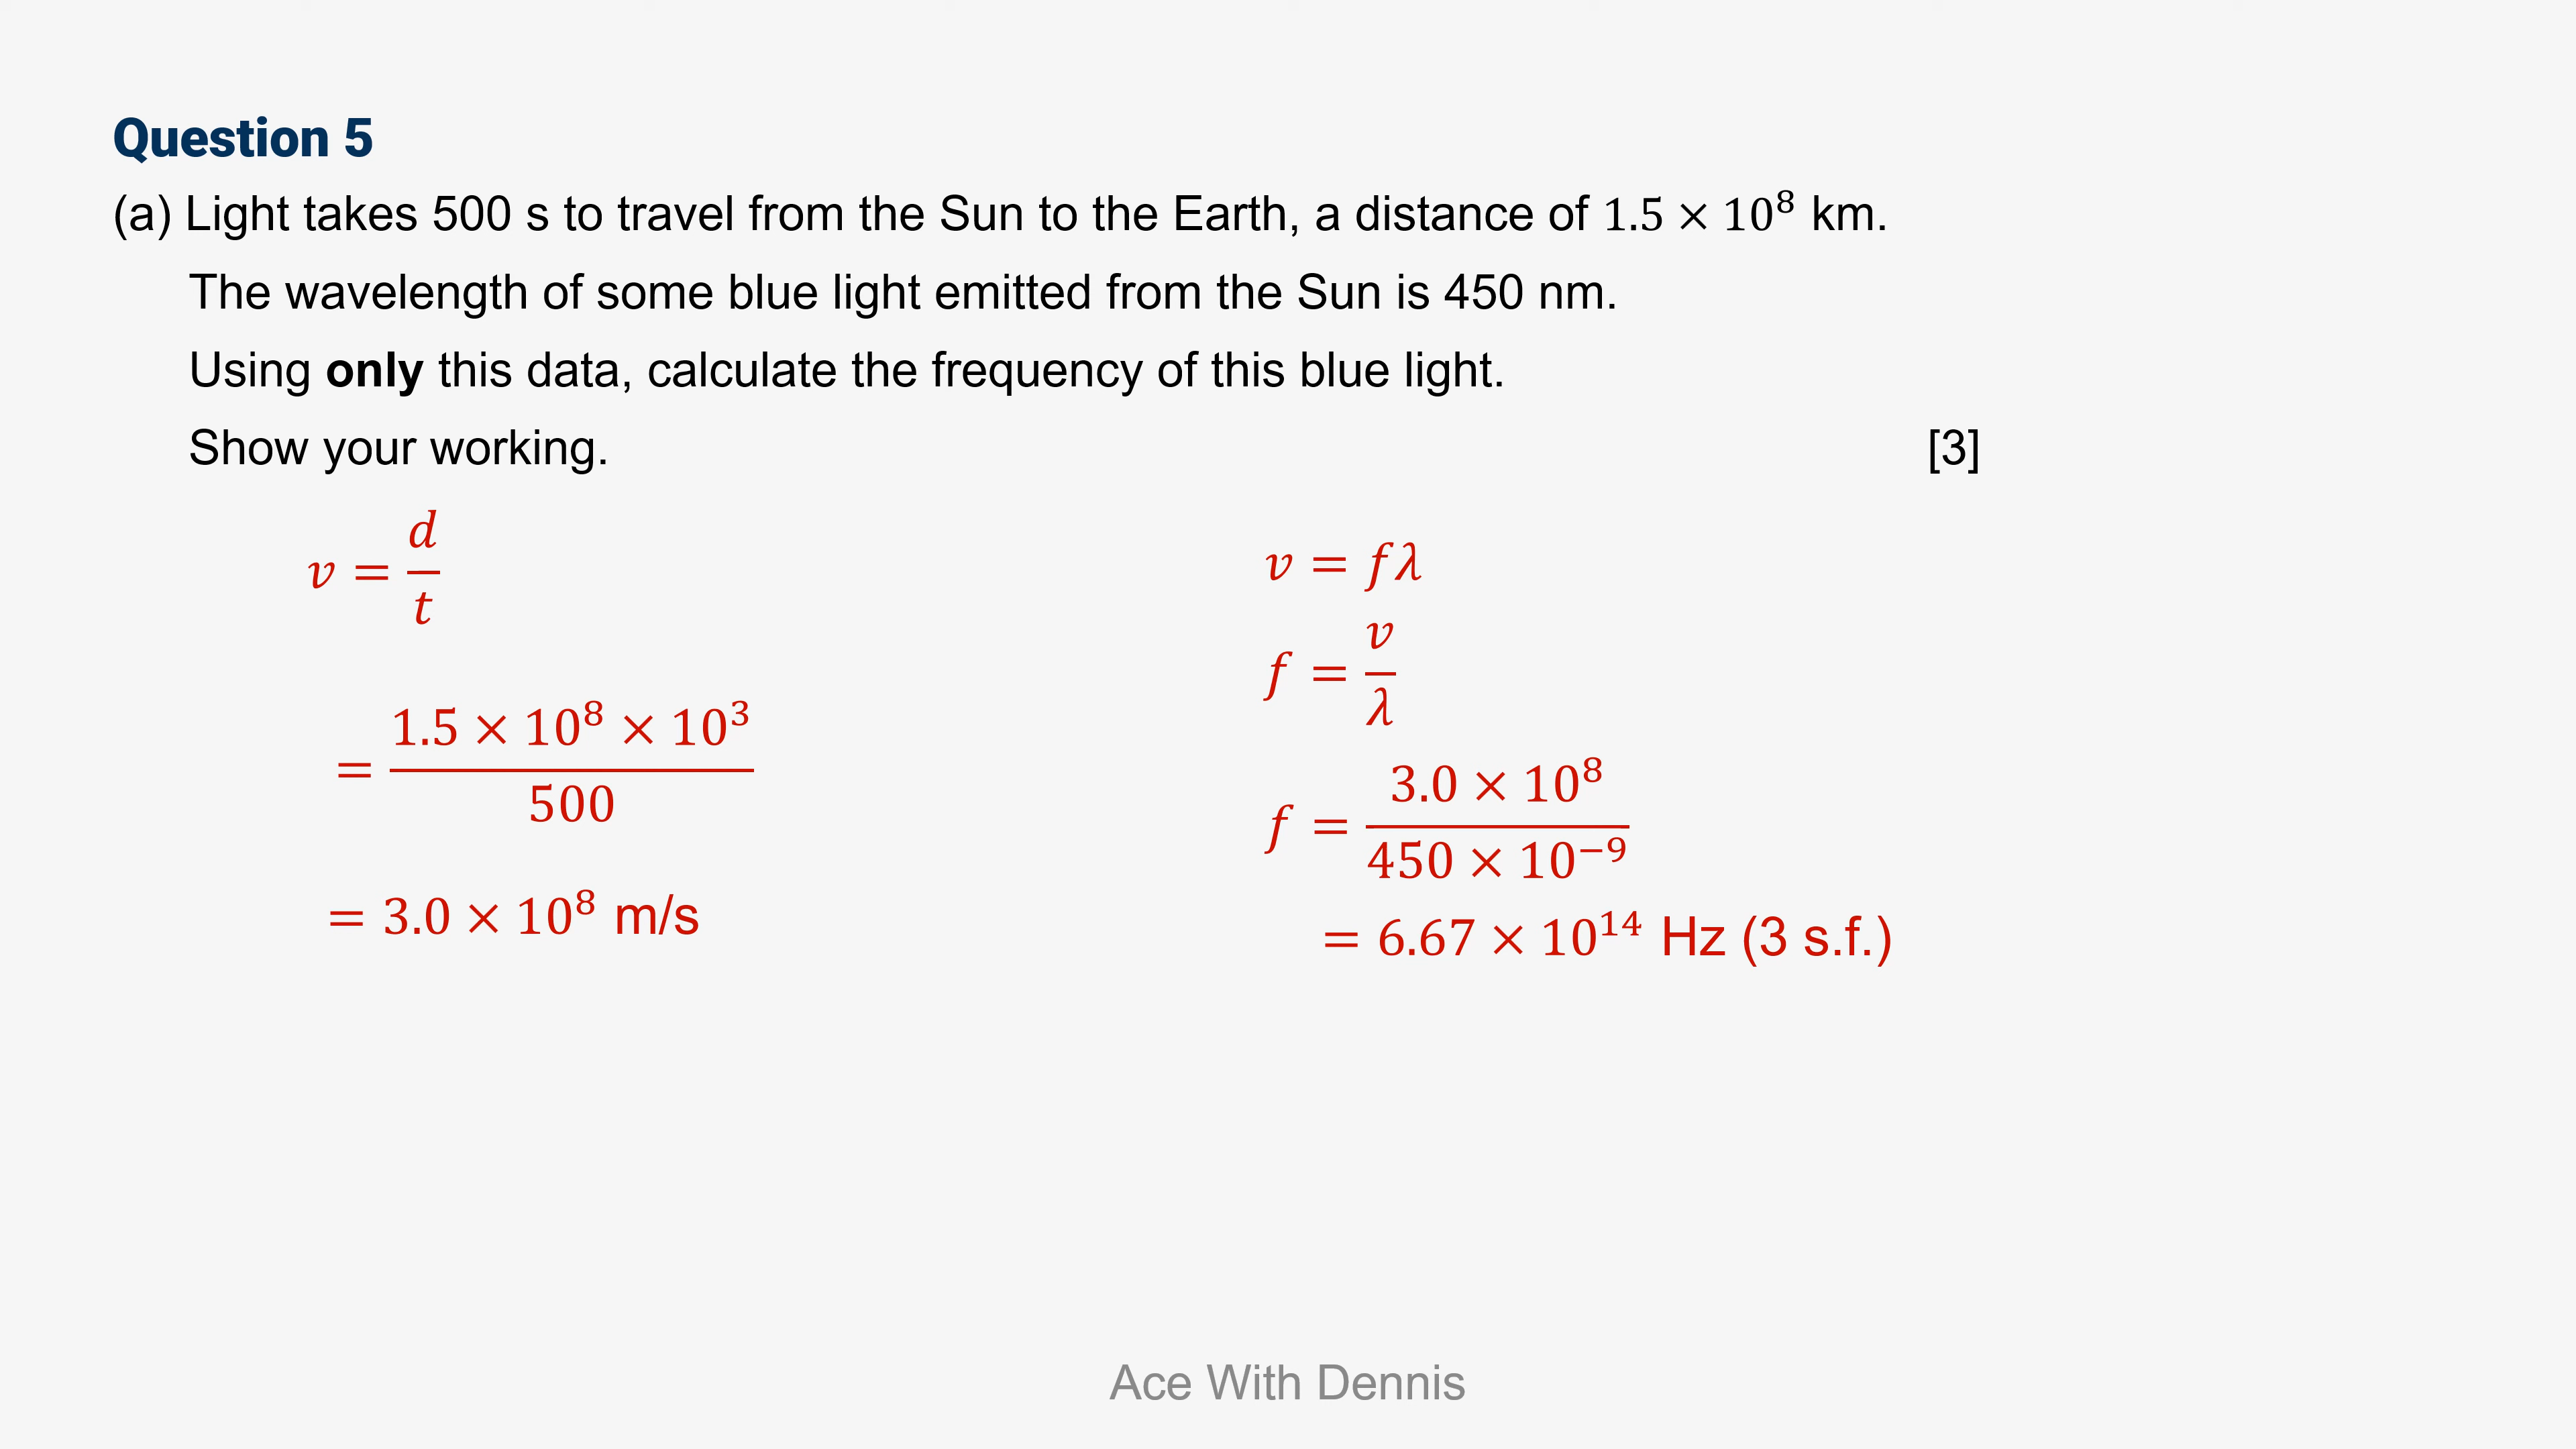 Question 5
(a) Light takes 500 s to travel from the Sun to the Earth, a distance of 1.5 × 10⁸ km.
The wavelength of some blue light emitted from the Sun is 450 nm.
Using only this data, calculate the frequency of this blue light.
Show your working. [3]
v = d/t
= (1.5 × 10⁸ × 10³)/500
= 3.0 × 10⁸ m/s
v = fλ
f = v/λ
f = (3.0 × 10⁸)/(450 × 10⁻⁹)
= 6.67 × 10¹⁴ Hz (3 s.f.)
Ace With Dennis